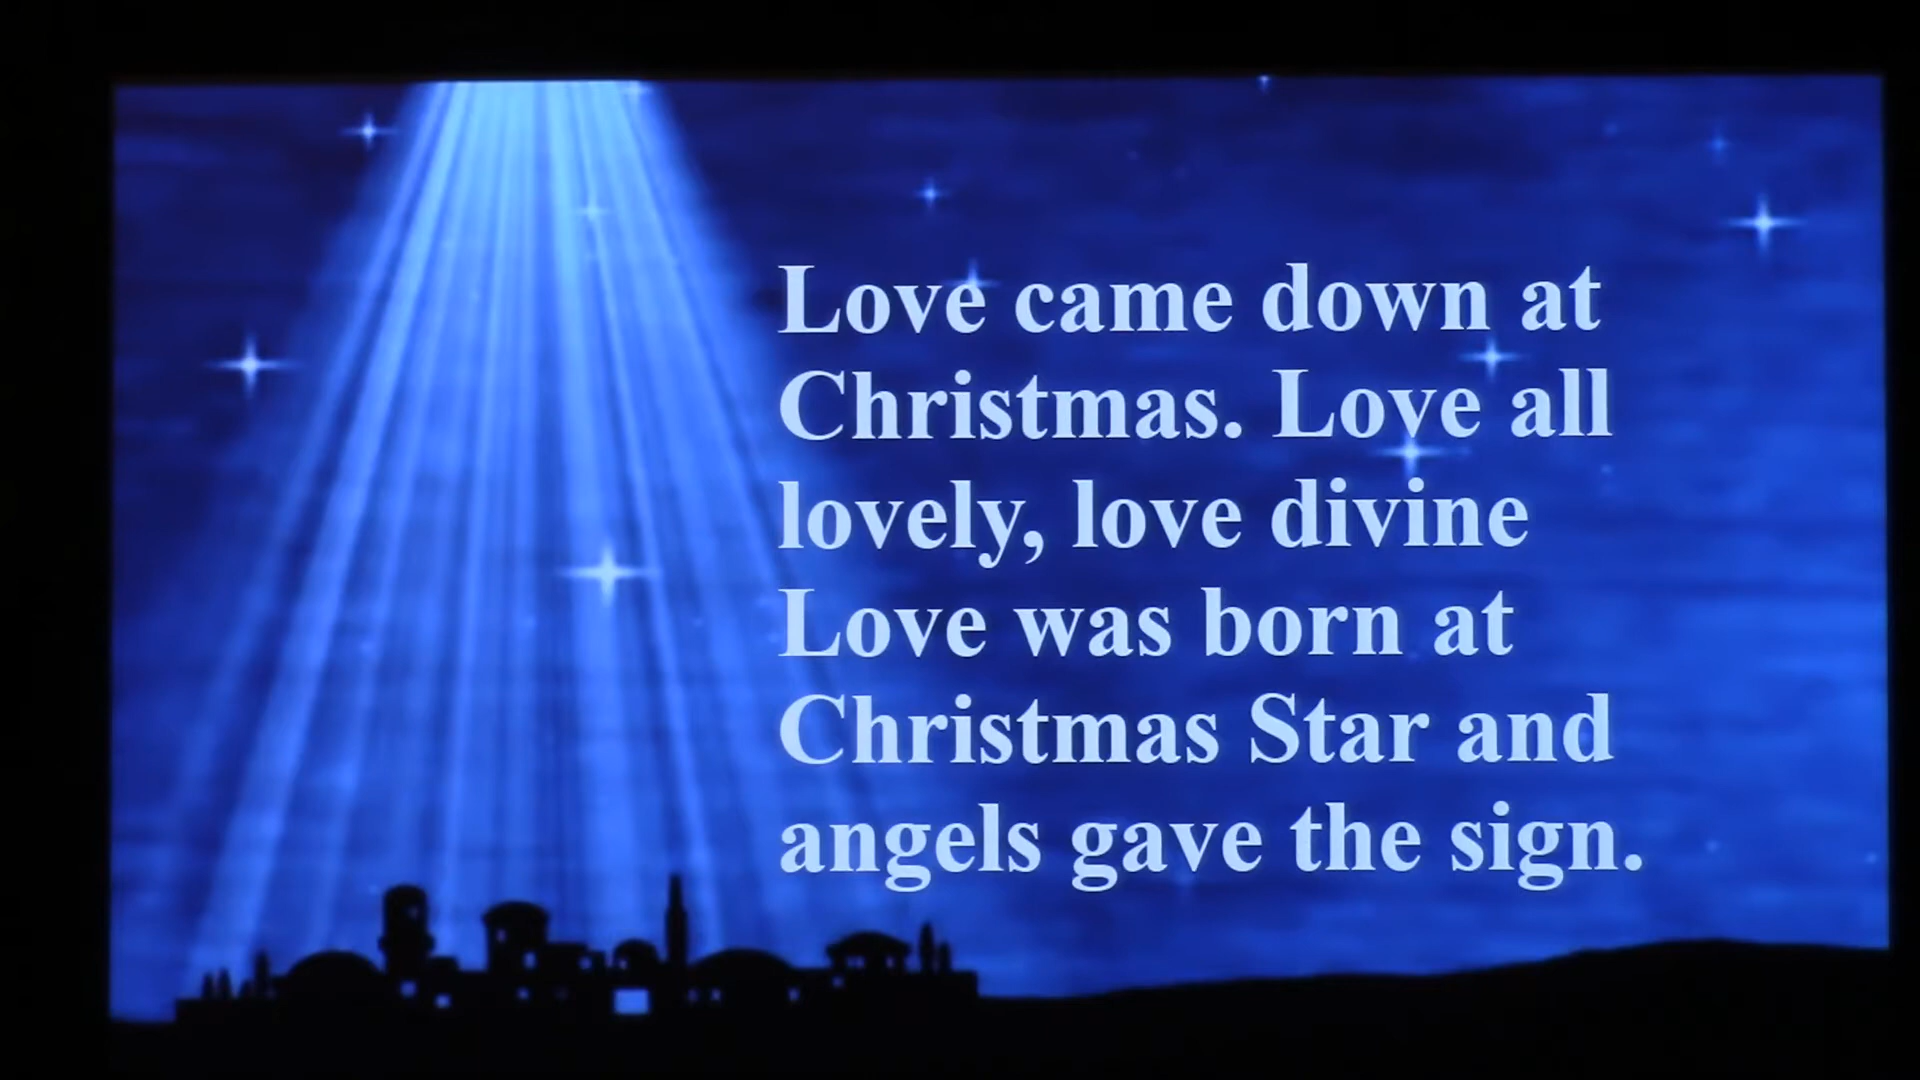 Love came down at
Christmas. Love all
lovely, love divine
Love was born at
Christmas Star and
angels gave the sign.